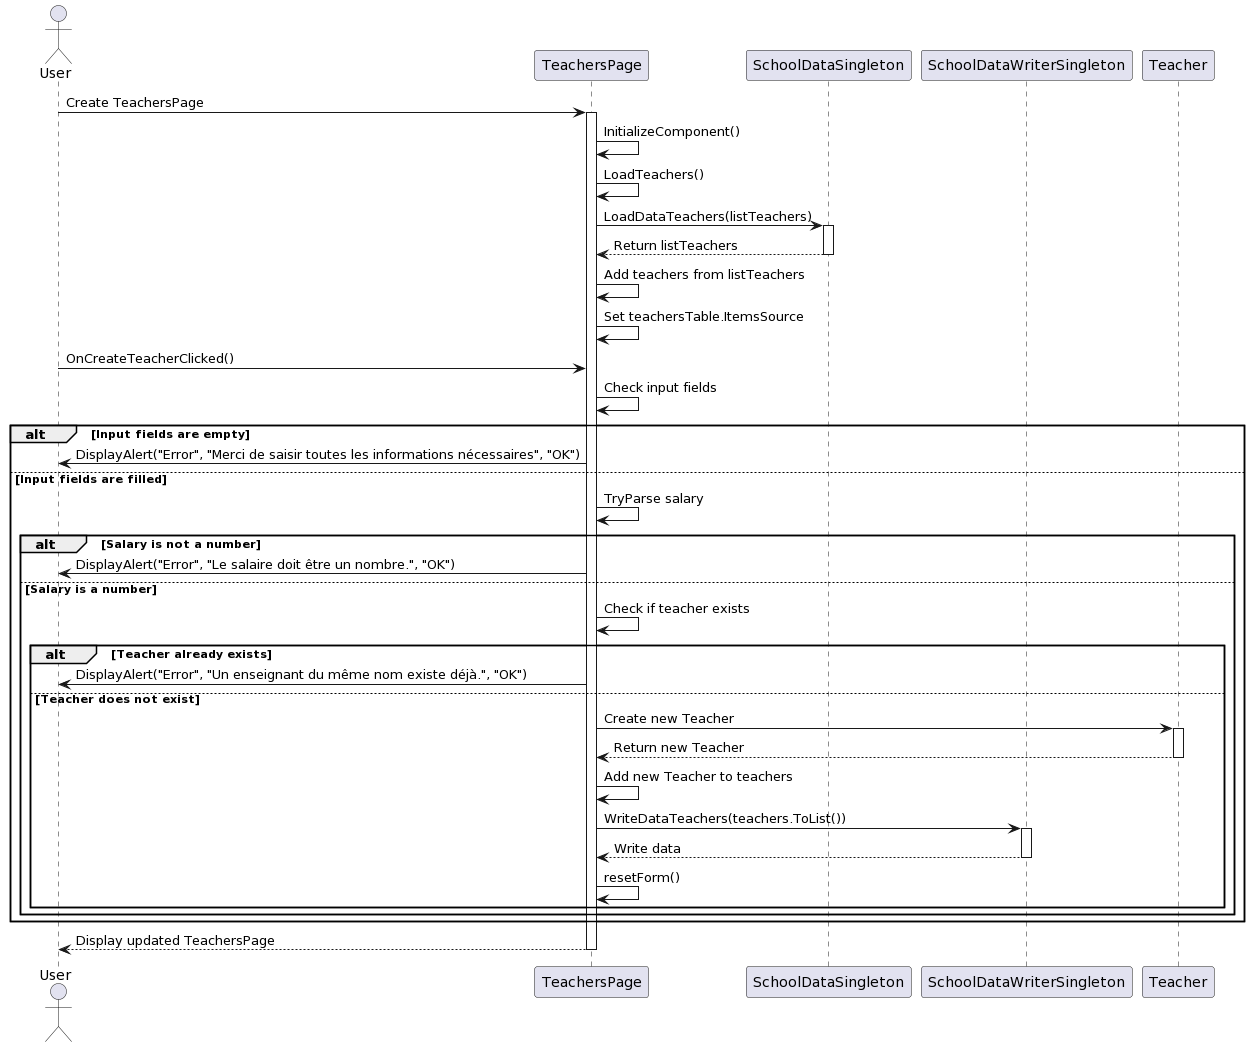 User
TeachersPage
SchoolDataSingleton
SchoolDataWriterSingleton
Teacher
Create TeachersPage
InitializeComponent()
LoadTeachers()
LoadDataTeachers(listTeachers)
Return listTeachers
Add teachers from listTeachers
Set teachersTable.ItemsSource
OnCreateTeacherClicked()
Check input fields
alt [Input fields are empty]
DisplayAlert("Error", "Merci de saisir toutes les informations nécessaires", "OK")
[Input fields are filled]
TryParse salary
alt [Salary is not a number]
DisplayAlert("Error", "Le salaire doit être un nombre.", "OK")
[Salary is a number]
Check if teacher exists
alt [Teacher already exists]
DisplayAlert("Error", "Un enseignant du même nom existe déjà.", "OK")
[Teacher does not exist]
Create new Teacher
Return new Teacher
Add new Teacher to teachers
WriteDataTeachers(teachers.ToList())
Write data
resetForm()
Display updated TeachersPage
User
TeachersPage
SchoolDataSingleton
SchoolDataWriterSingleton
Teacher